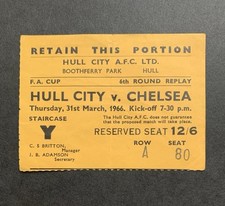 RETAIN THIS PORTION
HULL CITY A.F.C. LTD.
BOOTHFERRY PARK HULL
F.A. CUP 6th ROUND REPLAY
HULL CITY v. CHELSEA
Thursday, 31st March, 1966. Kick-off 7-30 p.m.
STAIRCASE
The Hull City A.F.C. does not guarantee
that the proposed match will take place.
Y
RESERVED SEAT 12/6
C. S. BRITTON,
Manager
J. B. ADAMSON
Secretary
ROW SEAT
A 80